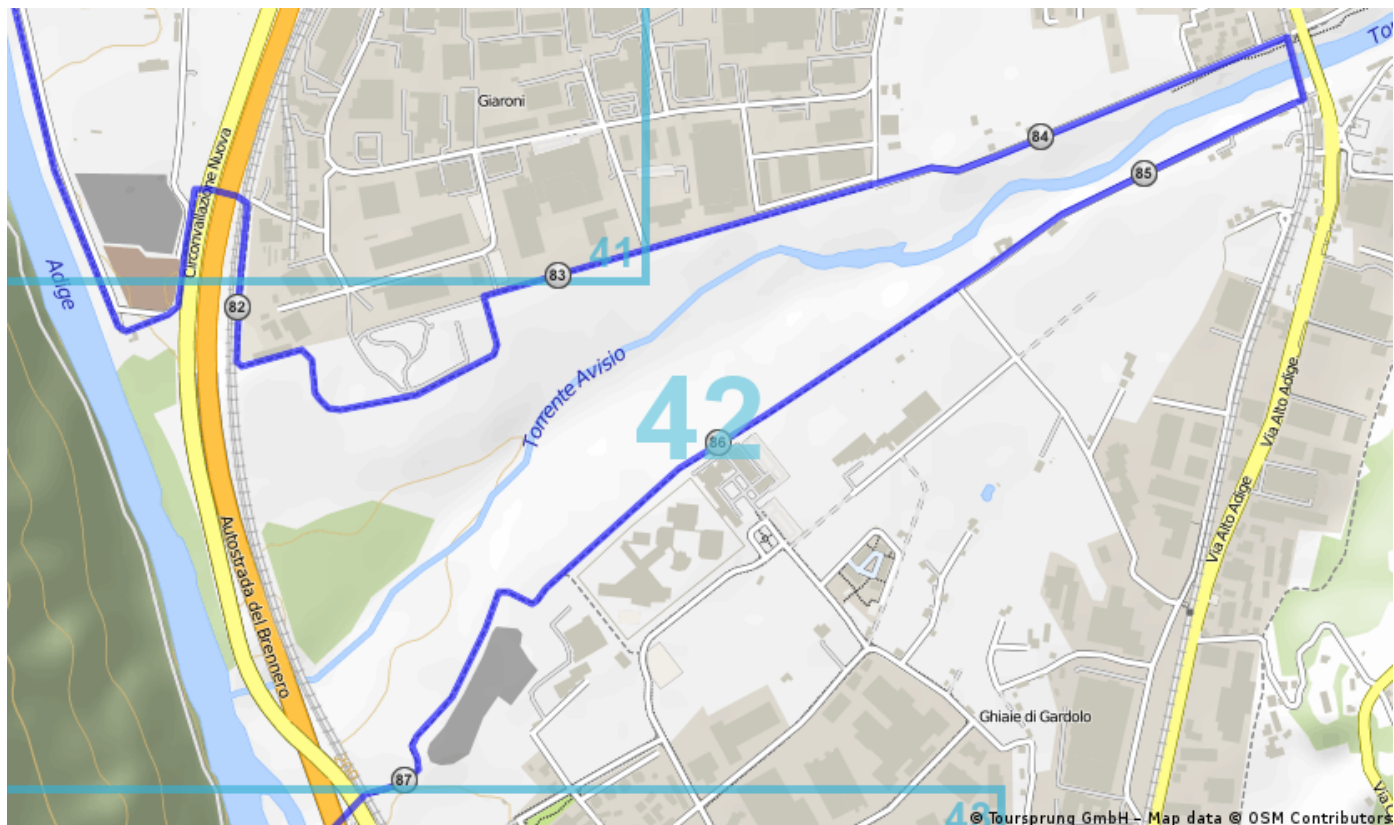 Giaroni
84
Circonvallazione Nuova
85
41
83
Adige
82
Torrente Avisio
42
86
Via Alto Adige
Via Alto Adige
Autostrada del Brennero
Ghiaie di Gardolo
87
43
© Toursprung GmbH – Map data © OSM Contributors